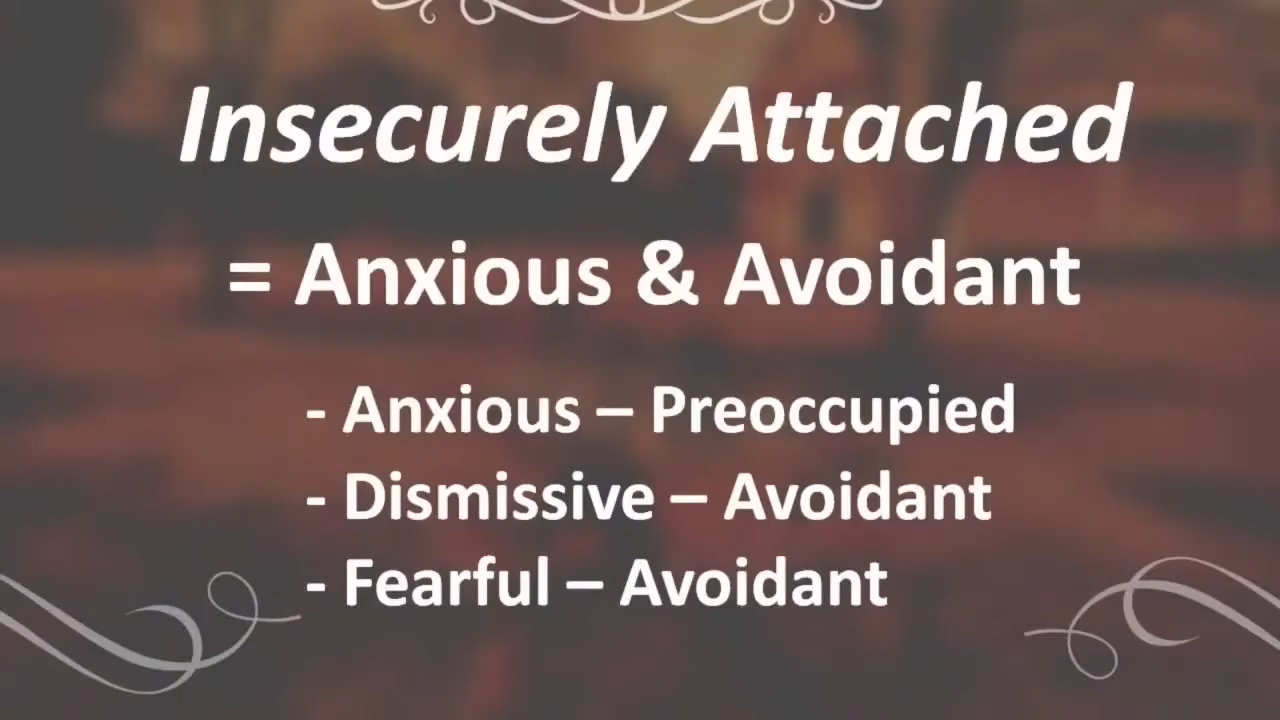 Insecurely Attached
= Anxious & Avoidant
- Anxious – Preoccupied
- Dismissive – Avoidant
- Fearful – Avoidant